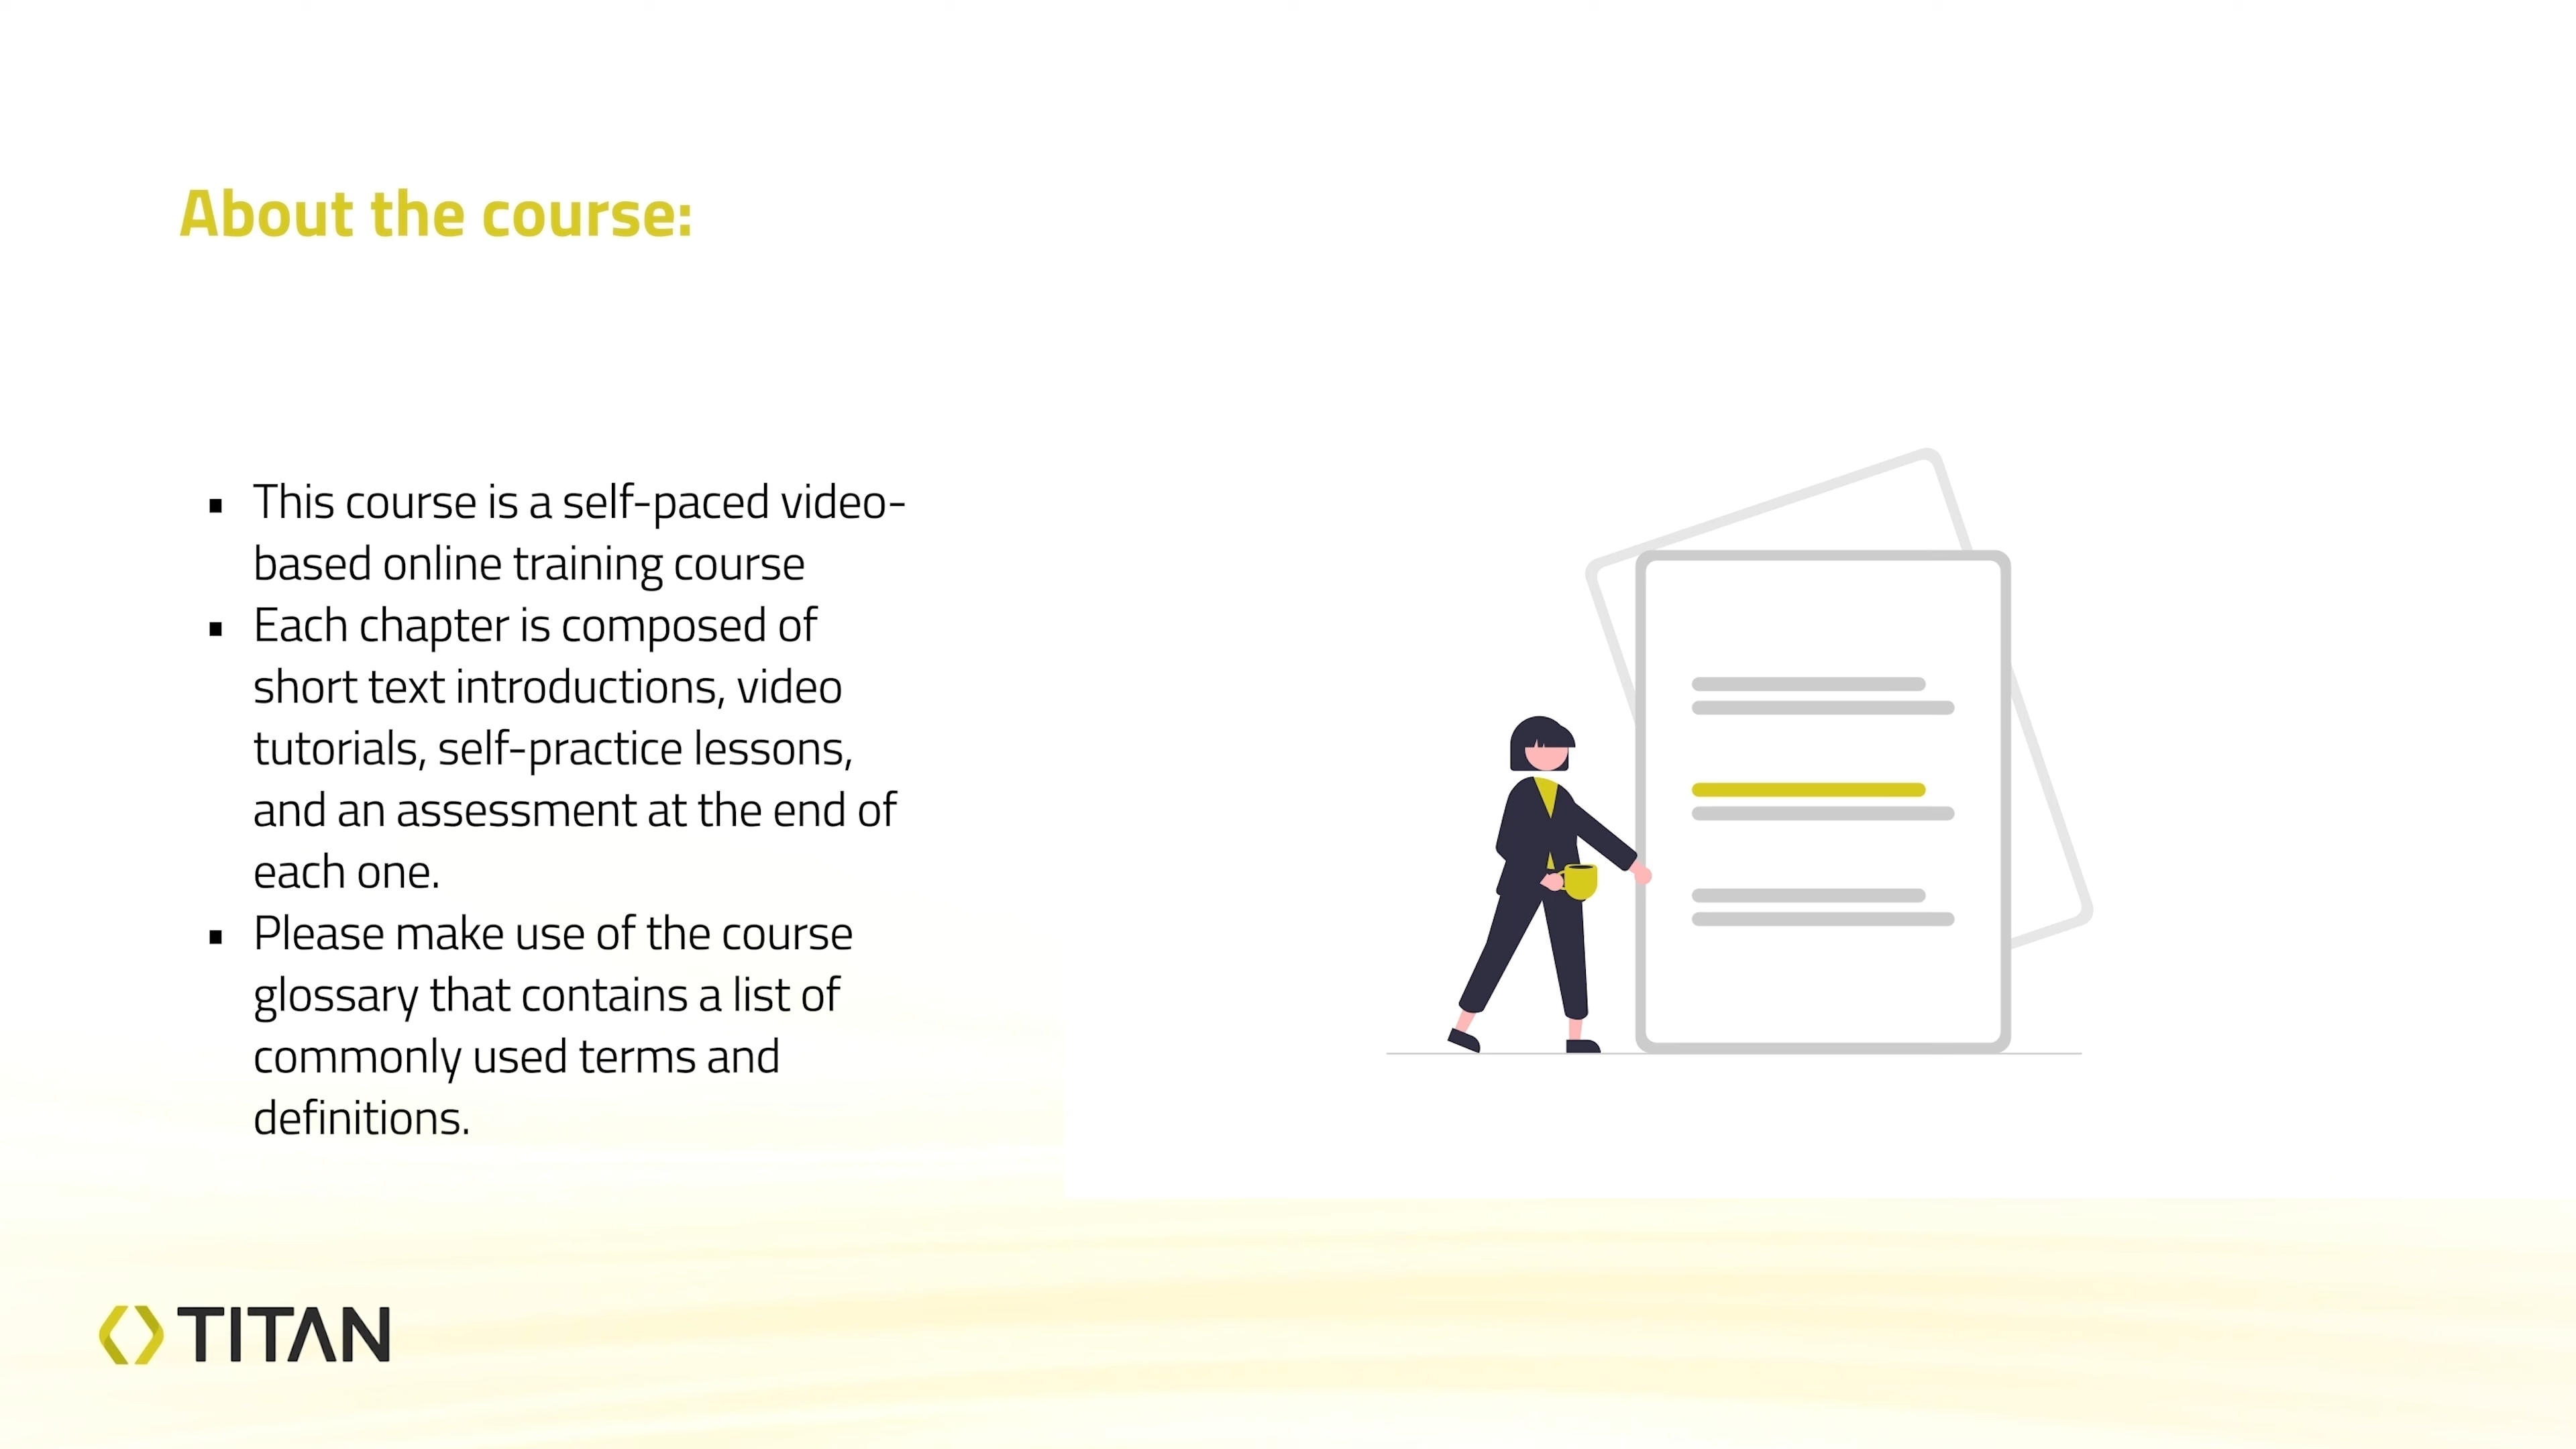 About the course:
▪ This course is a self-paced video-
based online training course
▪ Each chapter is composed of
short text introductions, video
tutorials, self-practice lessons,
and an assessment at the end of
each one.
▪ Please make use of the course
glossary that contains a list of
commonly used terms and
definitions.
TITAN